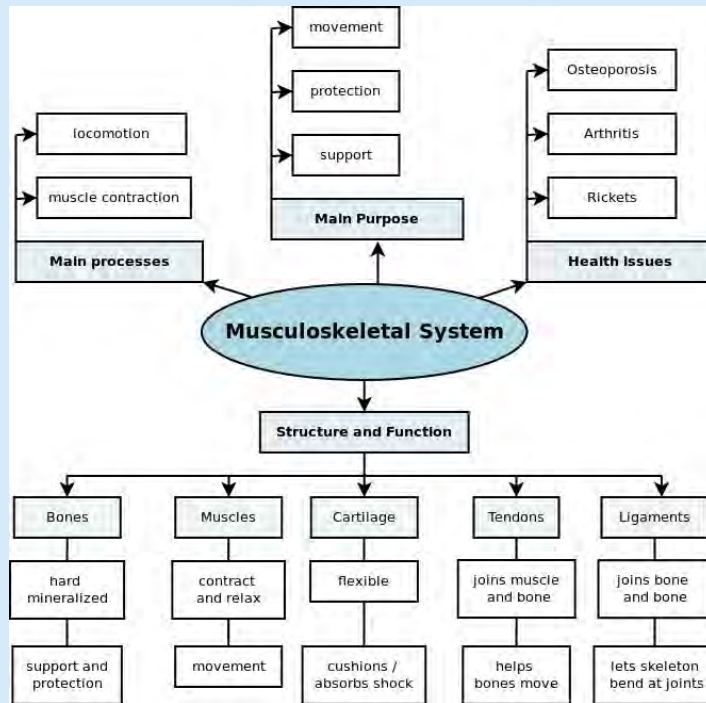 movement
protection
support
Main Purpose
locomotion
muscle contraction
Main processes
Osteoporosis
Arthritis
Rickets
Health issues
Musculoskeletal System
Structure and Function
Bones
hard
mineralized
support and
protection
Muscles
contract
and relax
movement
Cartilage
flexible
cushions /
absorbs shock
Tendons
joins muscle
and bone
helps
bones move
Ligaments
joins bone
and bone
lets skeleton
bend at joints